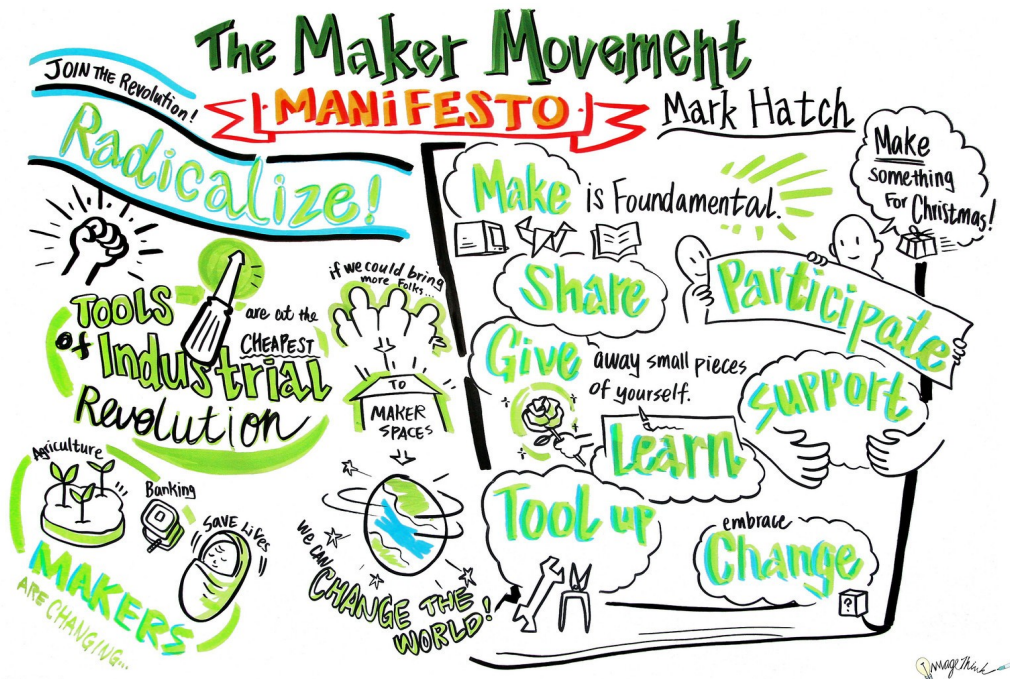 The Maker Movement
MANIFESTO
Mark Hatch
JOIN THE Revolution!
Radicalize!
TOOLS
of Industrial
Revolution
are at the
CHEAPEST
if we could bring
more Folks...
TO
MAKER
SPACES
WE CAN
CHANGE THE
WORLD!
Agriculture
Banking
SAVE Lives
MAKERS
ARE CHANGING...
Make is Foundamental.
Share
Give away small pieces
of yourself.
Learn
Tool up
Make
something
For Christmas!
Participate
support
embrace
Change
?
ImageThink